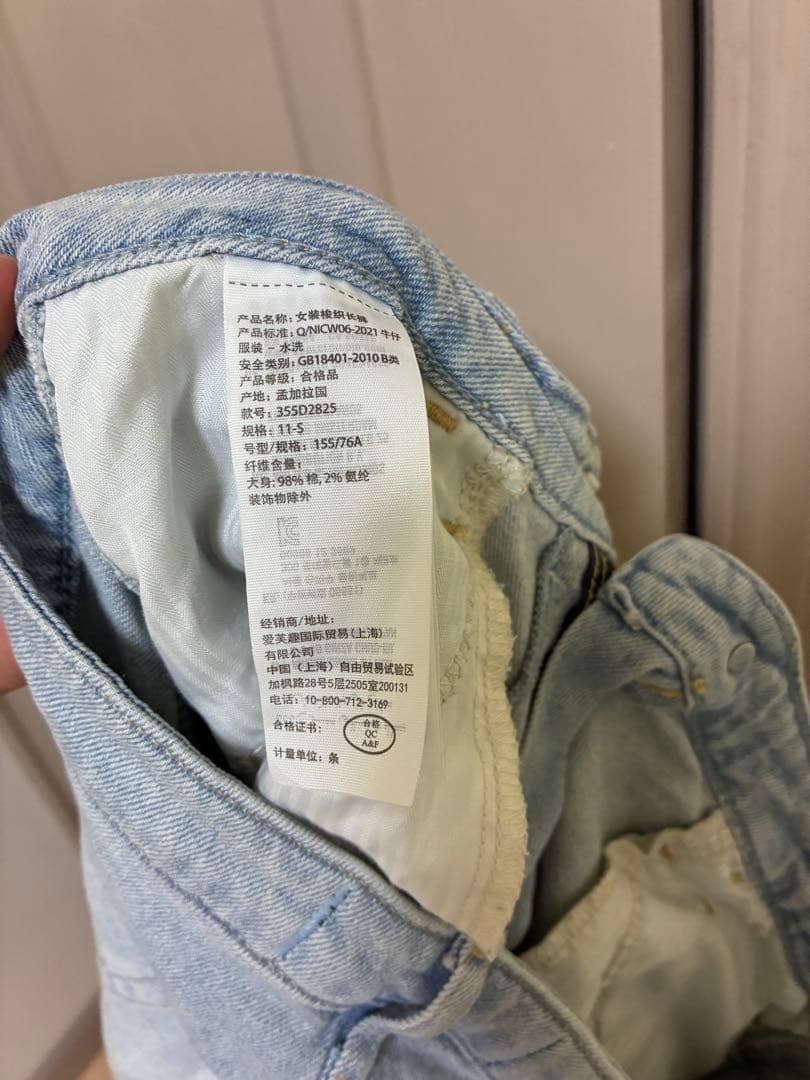 产品名称: 女装梭织长裤
产品标准: Q/NICW06-2021 牛仔
服装 - 水洗
安全类别: GB18401-2010 B类
产品等级: 合格品
产地: 孟加拉国
款号: 355D2825
规格: 11-S
号型/规格: 155/76A
纤维含量:
大身: 98% 棉, 2% 氨纶
装饰物除外
经销商/地址:
爱芙趣国际贸易(上海)
有限公司
中国 (上海) 自由贸易试验区
加枫路28号5层2505室200131
电话: 10-800-712-3169
合格证书:
合格
QC
A&F
计量单位: 条